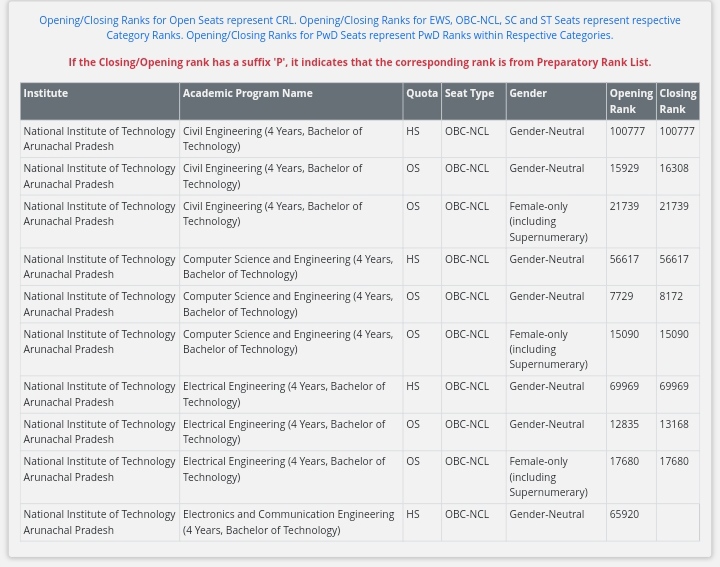 Opening/Closing Ranks for Open Seats represent CRL. Opening/Closing Ranks for EWS, OBC-NCL, SC and ST Seats represent respective
Category Ranks. Opening/Closing Ranks for PwD Seats represent PwD Ranks within Respective Categories.
If the Closing/Opening rank has a suffix 'P', it indicates that the corresponding rank is from Preparatory Rank List.
Institute Academic Program Name Quota Seat Type Gender Opening Closing
Rank Rank
National Institute of Technology Civil Engineering (4 Years, Bachelor of HS OBC-NCL Gender-Neutral 100777 100777
Arunachal Pradesh Technology)
National Institute of Technology Civil Engineering (4 Years, Bachelor of OS OBC-NCL Gender-Neutral 15929 16308
Arunachal Pradesh Technology)
National Institute of Technology Civil Engineering (4 Years, Bachelor of OS OBC-NCL Female-only 21739 21739
Arunachal Pradesh Technology) (including
Supernumerary)
National Institute of Technology Computer Science and Engineering (4 Years, HS OBC-NCL Gender-Neutral 56617 56617
Arunachal Pradesh Bachelor of Technology)
National Institute of Technology Computer Science and Engineering (4 Years, OS OBC-NCL Gender-Neutral 7729 8172
Arunachal Pradesh Bachelor of Technology)
National Institute of Technology Computer Science and Engineering (4 Years, OS OBC-NCL Female-only 15090 15090
Arunachal Pradesh Bachelor of Technology) (including
Supernumerary)
National Institute of Technology Electrical Engineering (4 Years, Bachelor of HS OBC-NCL Gender-Neutral 69969 69969
Arunachal Pradesh Technology)
National Institute of Technology Electrical Engineering (4 Years, Bachelor of OS OBC-NCL Gender-Neutral 12835 13168
Arunachal Pradesh Technology)
National Institute of Technology Electrical Engineering (4 Years, Bachelor of OS OBC-NCL Female-only 17680 17680
Arunachal Pradesh Technology) (including
Supernumerary)
National Institute of Technology Electronics and Communication Engineering HS OBC-NCL Gender-Neutral 65920
Arunachal Pradesh (4 Years, Bachelor of Technology)